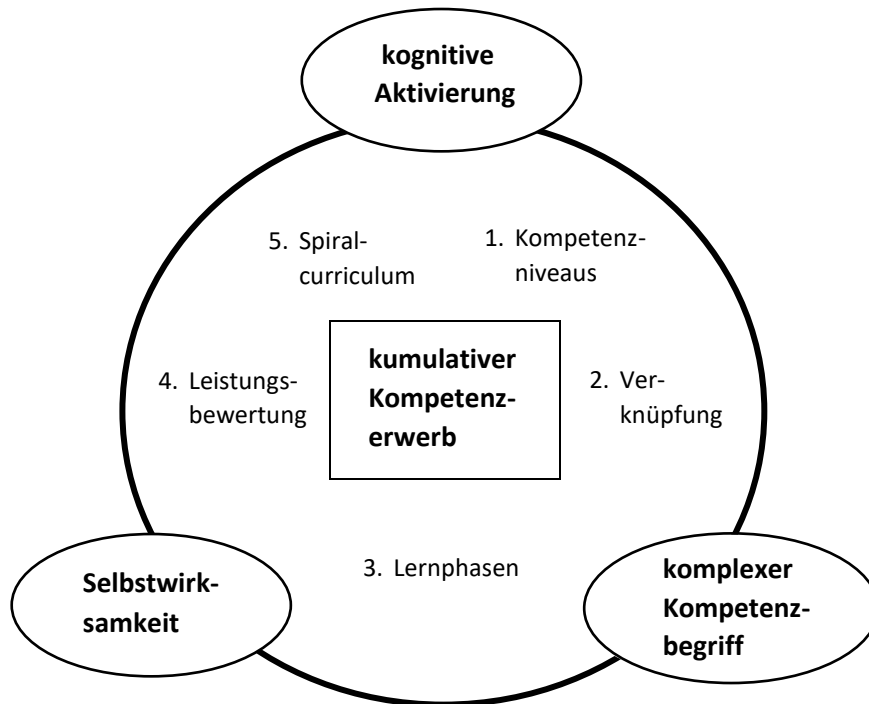 kognitive
Aktivierung
5. Spiral-
curriculum
1. Kompetenz-
niveaus
4. Leistungs-
bewertung
kumulativer
Kompetenz-
erwerb
2. Ver-
knüpfung
3. Lernphasen
Selbstwirk-
samkeit
komplexer
Kompetenz-
begriff